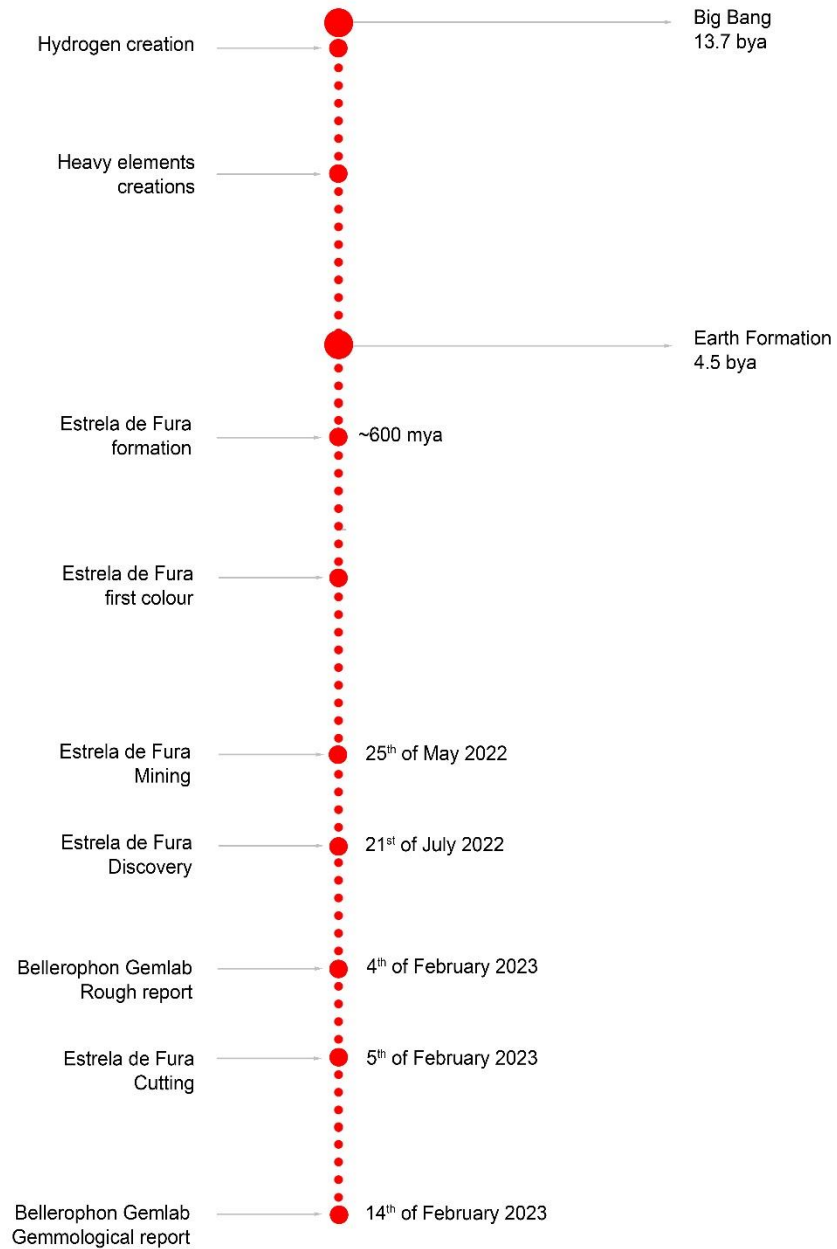 Big Bang
13.7 bya
Hydrogen creation
Heavy elements
creations
Earth Formation
4.5 bya
Estrela de Fura
formation
~600 mya
Estrela de Fura
first colour
Estrela de Fura
Mining
25th of May 2022
Estrela de Fura
Discovery
21st of July 2022
Bellerophon Gemlab
Rough report
4th of February 2023
Estrela de Fura
Cutting
5th of February 2023
Bellerophon Gemlab
Gemmological report
14th of February 2023